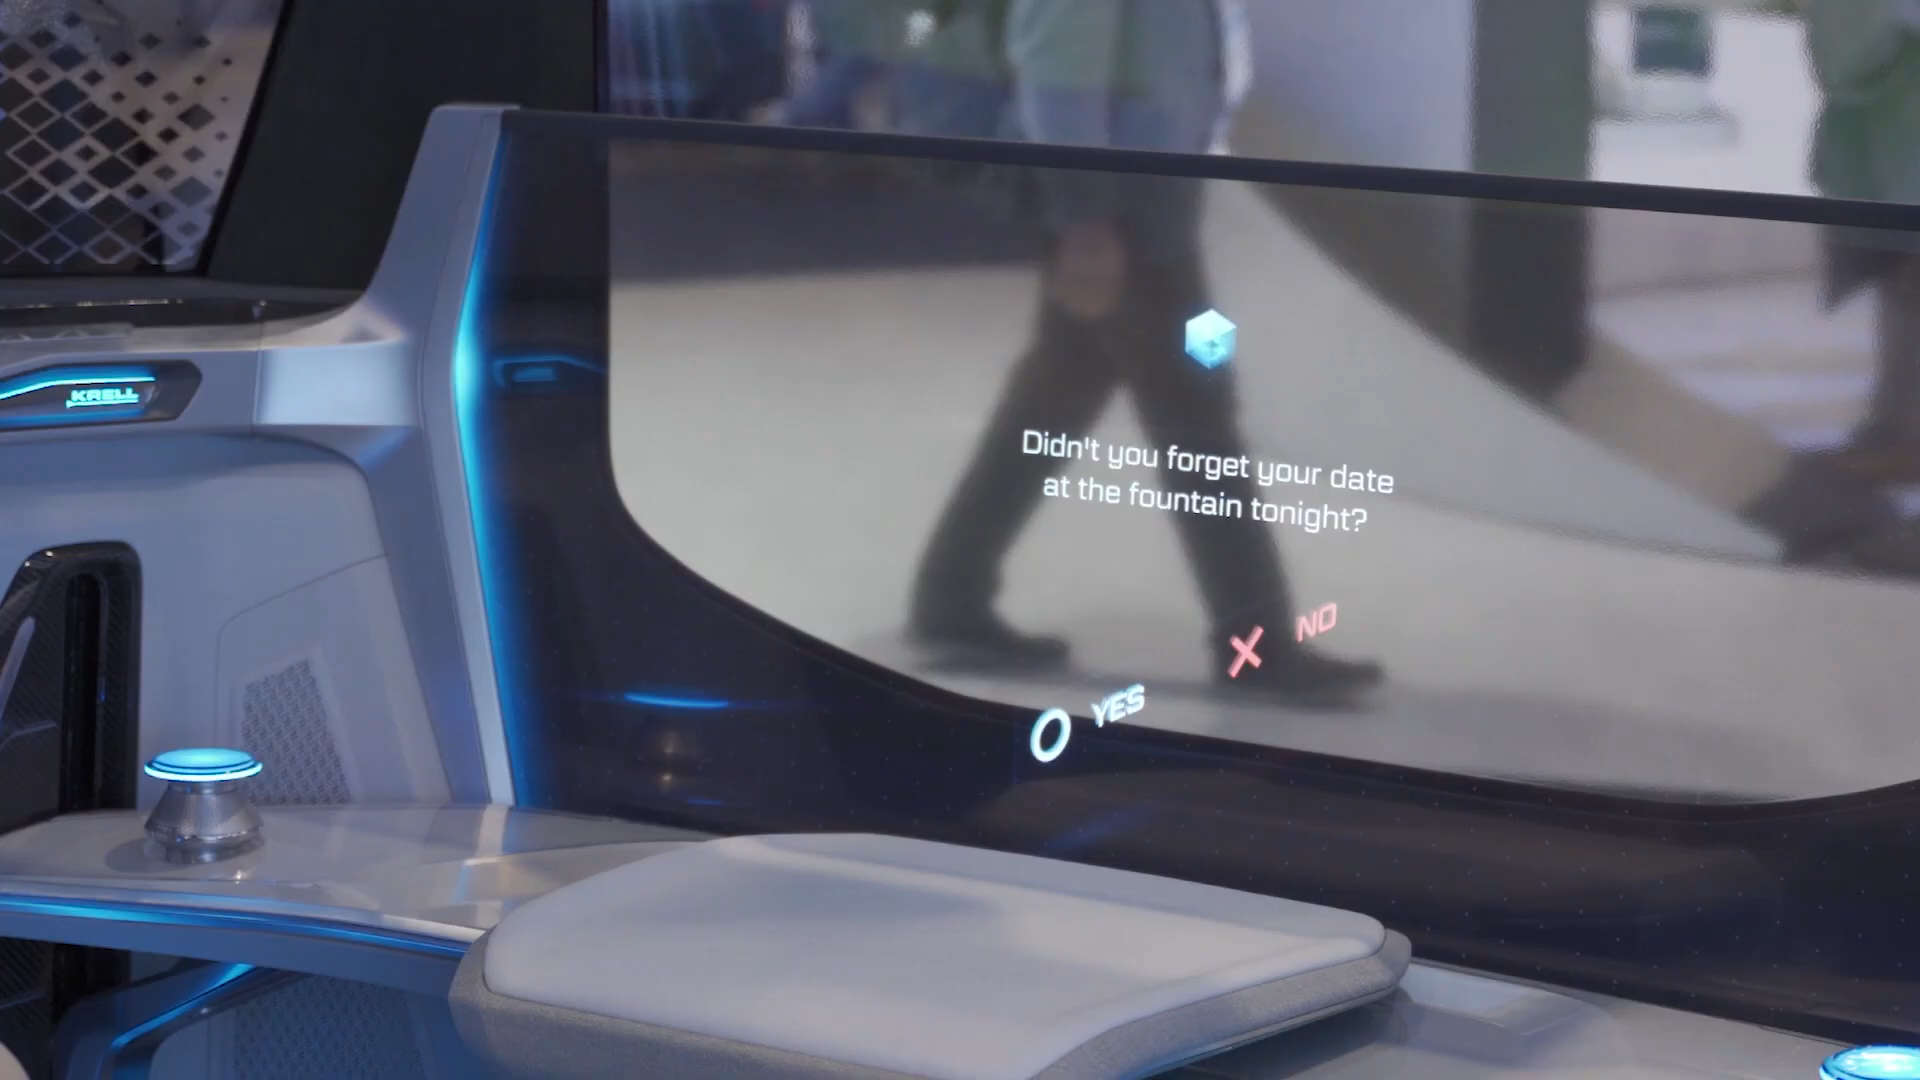 KRELL
Didn't you forget your date
at the fountain tonight?
NO
YES